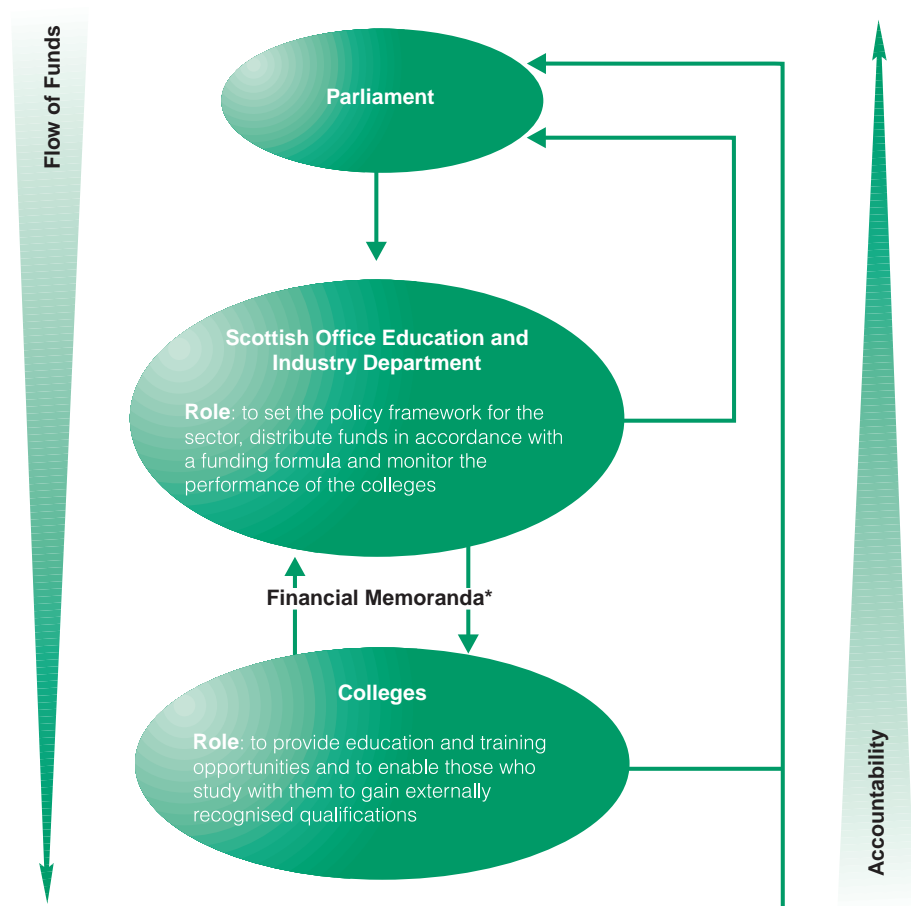 Flow of Funds
Parliament
Scottish Office Education and
Industry Department
Role: to set the policy framework for the
sector, distribute funds in accordance with
a funding formula and monitor the
performance of the colleges
Financial Memoranda*
Colleges
Role: to provide education and training
opportunities and to enable those who
study with them to gain externally
recognised qualifications
Accountability